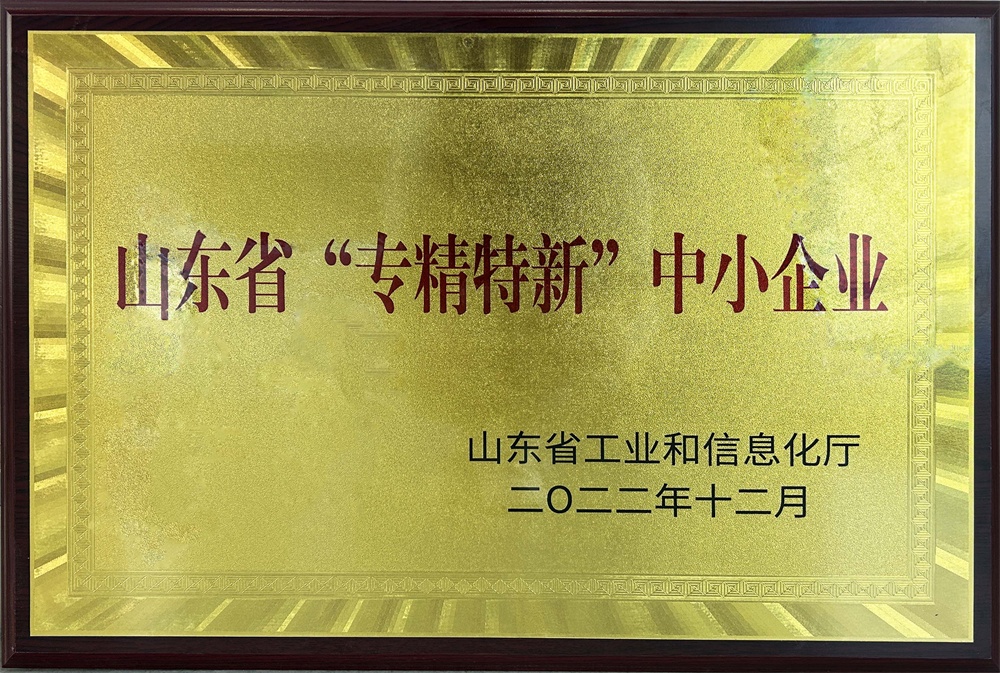 山东省“专精特新”中小企业
山东省工业和信息化厅
二〇二二年十二月